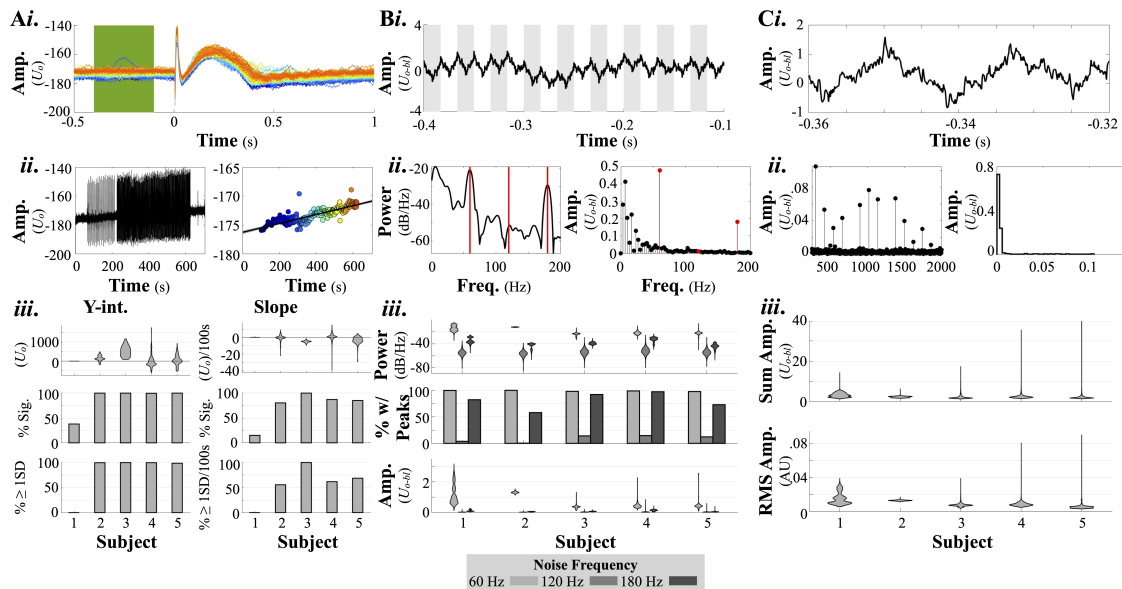 Ai.
Amp.
(Uo)
-140
-160
-180
-200
-0.5
0
0.5
1
Time (s)
Bi.
Amp.
(Uo-bl)
4
0
-4
-0.4
-0.3
-0.2
-0.1
Time (s)
Ci.
Amp.
(Uo-bl)
2
1
0
-1
-0.36
-0.34
-0.32
Time (s)
ii.
Amp.
(Uo)
-140
-160
-180
-200
0
200
400
600
Time (s)
-165
-170
-175
-180
0
200
400
600
Time (s)
ii.
Power
(dB/Hz)
-20
-40
-60
0
100
200
Freq. (Hz)
Amp.
(Uo-bl)
0.5
0.4
0.3
0.2
0.1
0
0
50
100
150
200
Freq. (Hz)
ii.
Amp.
(Uo-bl)
.08
.04
0
500
1000
1500
2000
Amp.
(Uo-bl)
0.8
0.4
0
0
0.05
0.1
iii.
Y-int.
(Uo)
1000
0
Slope
(Uo)/100s
0
-20
-40
% Sig.
100
50
0
% Sig.
100
50
0
% ≥ 1SD
100
50
0
1 2 3 4 5
Subject
% ≥ 1SD/100s
100
50
0
1 2 3 4 5
Subject
iii.
Power
(dB/Hz)
0
-40
-80
% w/
Peaks
100
50
0
Amp.
(Uo-bl)
2
0
1 2 3 4 5
Subject
iii.
Sum Amp.
(Uo-bl)
40
20
0
RMS Amp.
(AU)
.08
.04
0
1 2 3 4 5
Subject
Noise Frequency
60 Hz 120 Hz 180 Hz